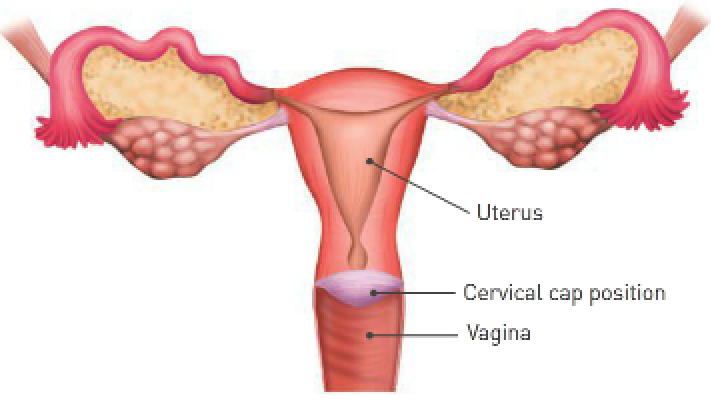 Uterus
Cervical cap position
Vagina